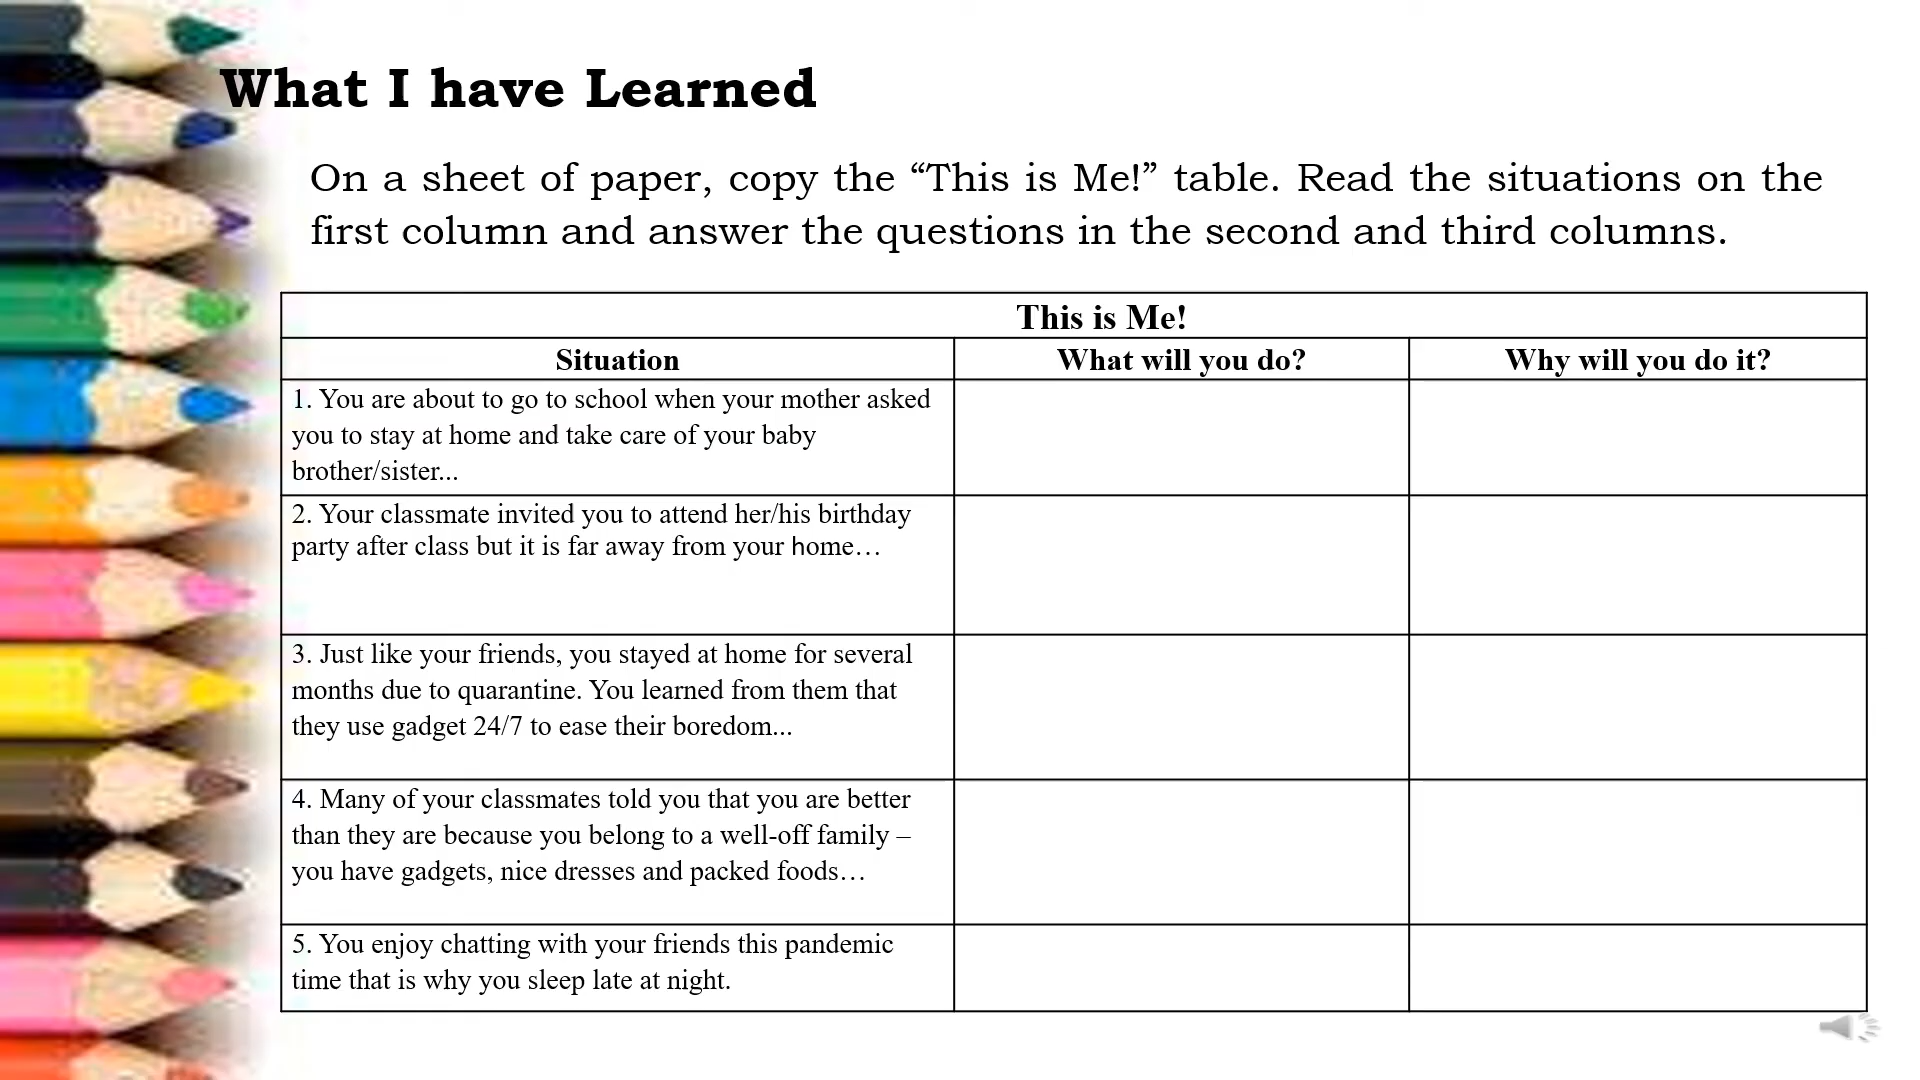 What I have Learned
On a sheet of paper, copy the “This is Me!” table. Read the situations on the
first column and answer the questions in the second and third columns.
This is Me!
Situation
What will you do?
Why will you do it?
1. You are about to go to school when your mother asked
you to stay at home and take care of your baby
brother/sister...
2. Your classmate invited you to attend her/his birthday
party after class but it is far away from your home…
3. Just like your friends, you stayed at home for several
months due to quarantine. You learned from them that
they use gadget 24/7 to ease their boredom...
4. Many of your classmates told you that you are better
than they are because you belong to a well-off family –
you have gadgets, nice dresses and packed foods…
5. You enjoy chatting with your friends this pandemic
time that is why you sleep late at night.